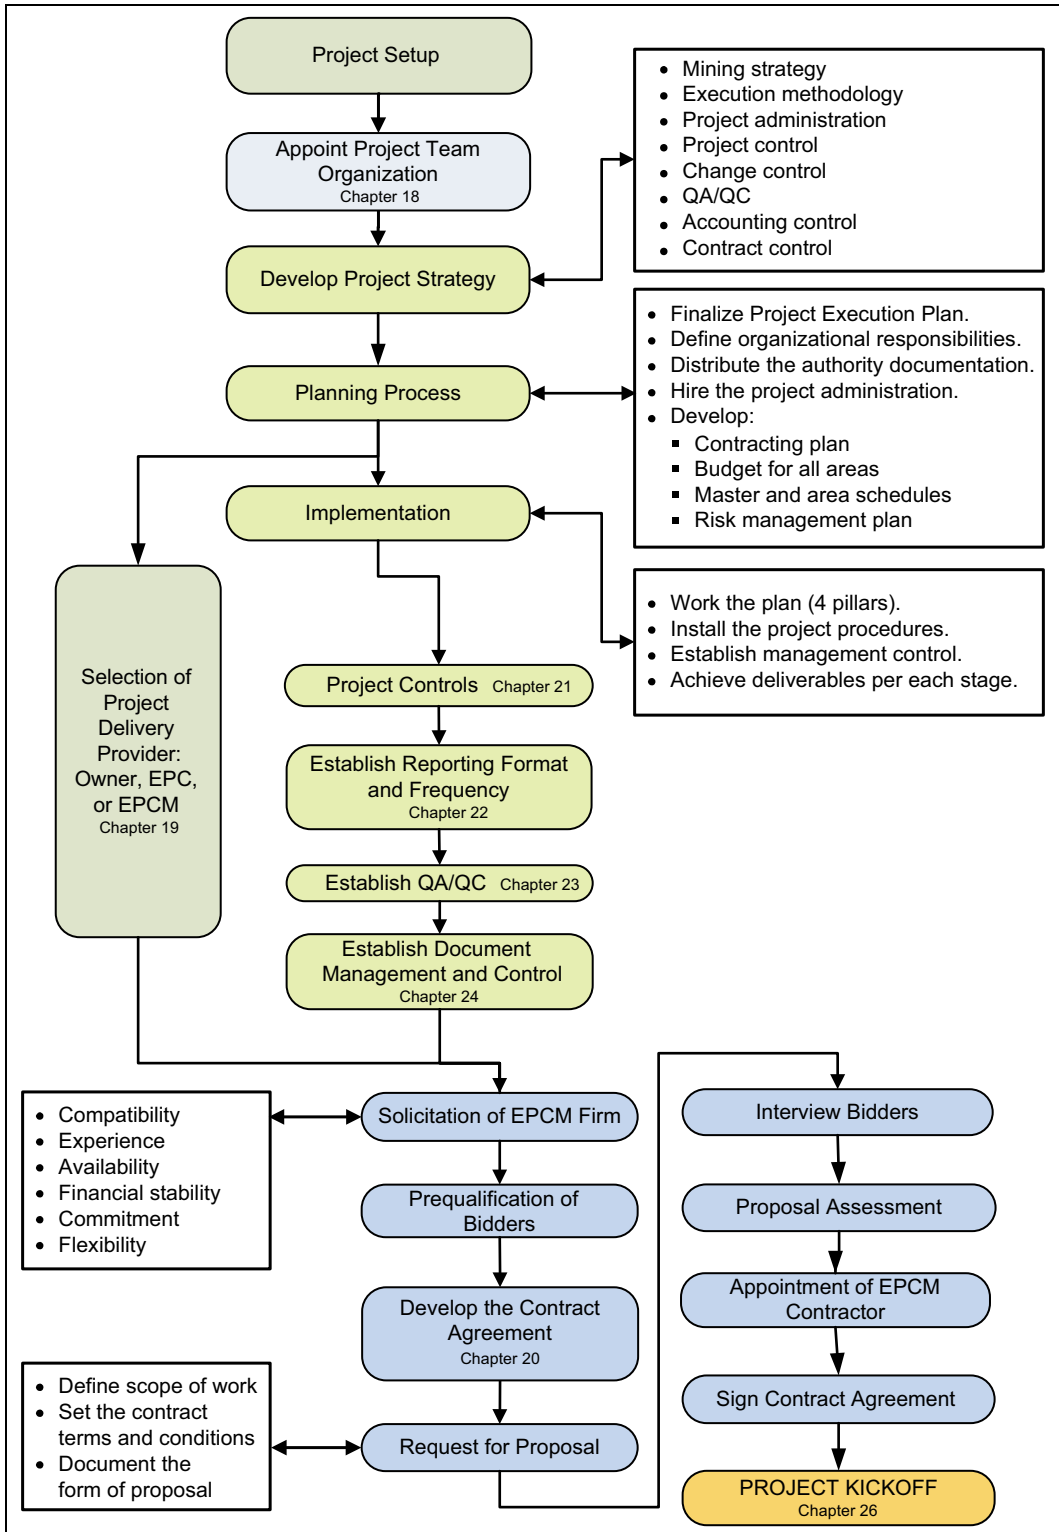 Project Setup
Appoint Project Team
Organization
Chapter 18
Develop Project Strategy
• Mining strategy
• Execution methodology
• Project administration
• Project control
• Change control
• QA/QC
• Accounting control
• Contract control
Planning Process
• Finalize Project Execution Plan.
• Define organizational responsibilities.
• Distribute the authority documentation.
• Hire the project administration.
• Develop:
▪ Contracting plan
▪ Budget for all areas
▪ Master and area schedules
▪ Risk management plan
Implementation
• Work the plan (4 pillars).
• Install the project procedures.
• Establish management control.
• Achieve deliverables per each stage.
Selection of
Project
Delivery
Provider:
Owner, EPC,
or EPCM
Chapter 19
Project Controls Chapter 21
Establish Reporting Format
and Frequency
Chapter 22
Establish QA/QC Chapter 23
Establish Document
Management and Control
Chapter 24
Solicitation of EPCM Firm
• Compatibility
• Experience
• Availability
• Financial stability
• Commitment
• Flexibility
Prequalification of
Bidders
Develop the Contract
Agreement
Chapter 20
Request for Proposal
• Define scope of work
• Set the contract
terms and conditions
• Document the
form of proposal
Interview Bidders
Proposal Assessment
Appointment of EPCM
Contractor
Sign Contract Agreement
PROJECT KICKOFF
Chapter 26